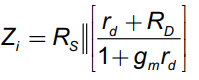 Z_i = R_S || [ (r_d + R_D) / (1 + g_m r_d) ]